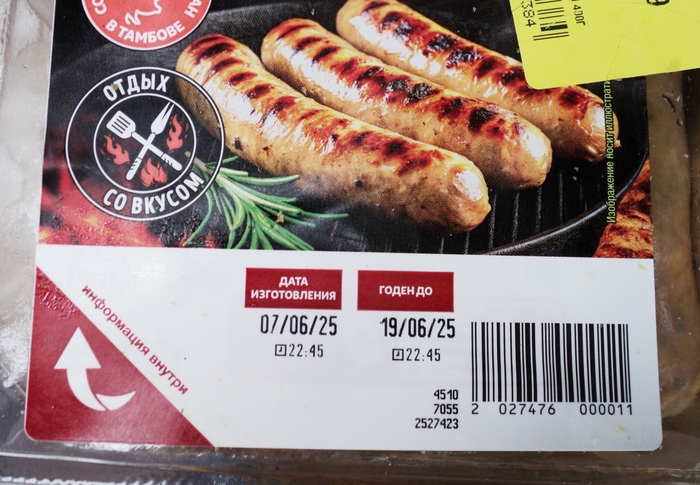 В ТАМБОВЕ
384
400Г
ОТДЫХ
СО ВКУСОМ
Изображение носит иллюстрати
информация внутри
ДАТА
ИЗГОТОВЛЕНИЯ
07/06/25
22:45
ГОДЕН ДО
19/06/25
22:45
4510
7055
2527423
2 027476 000011